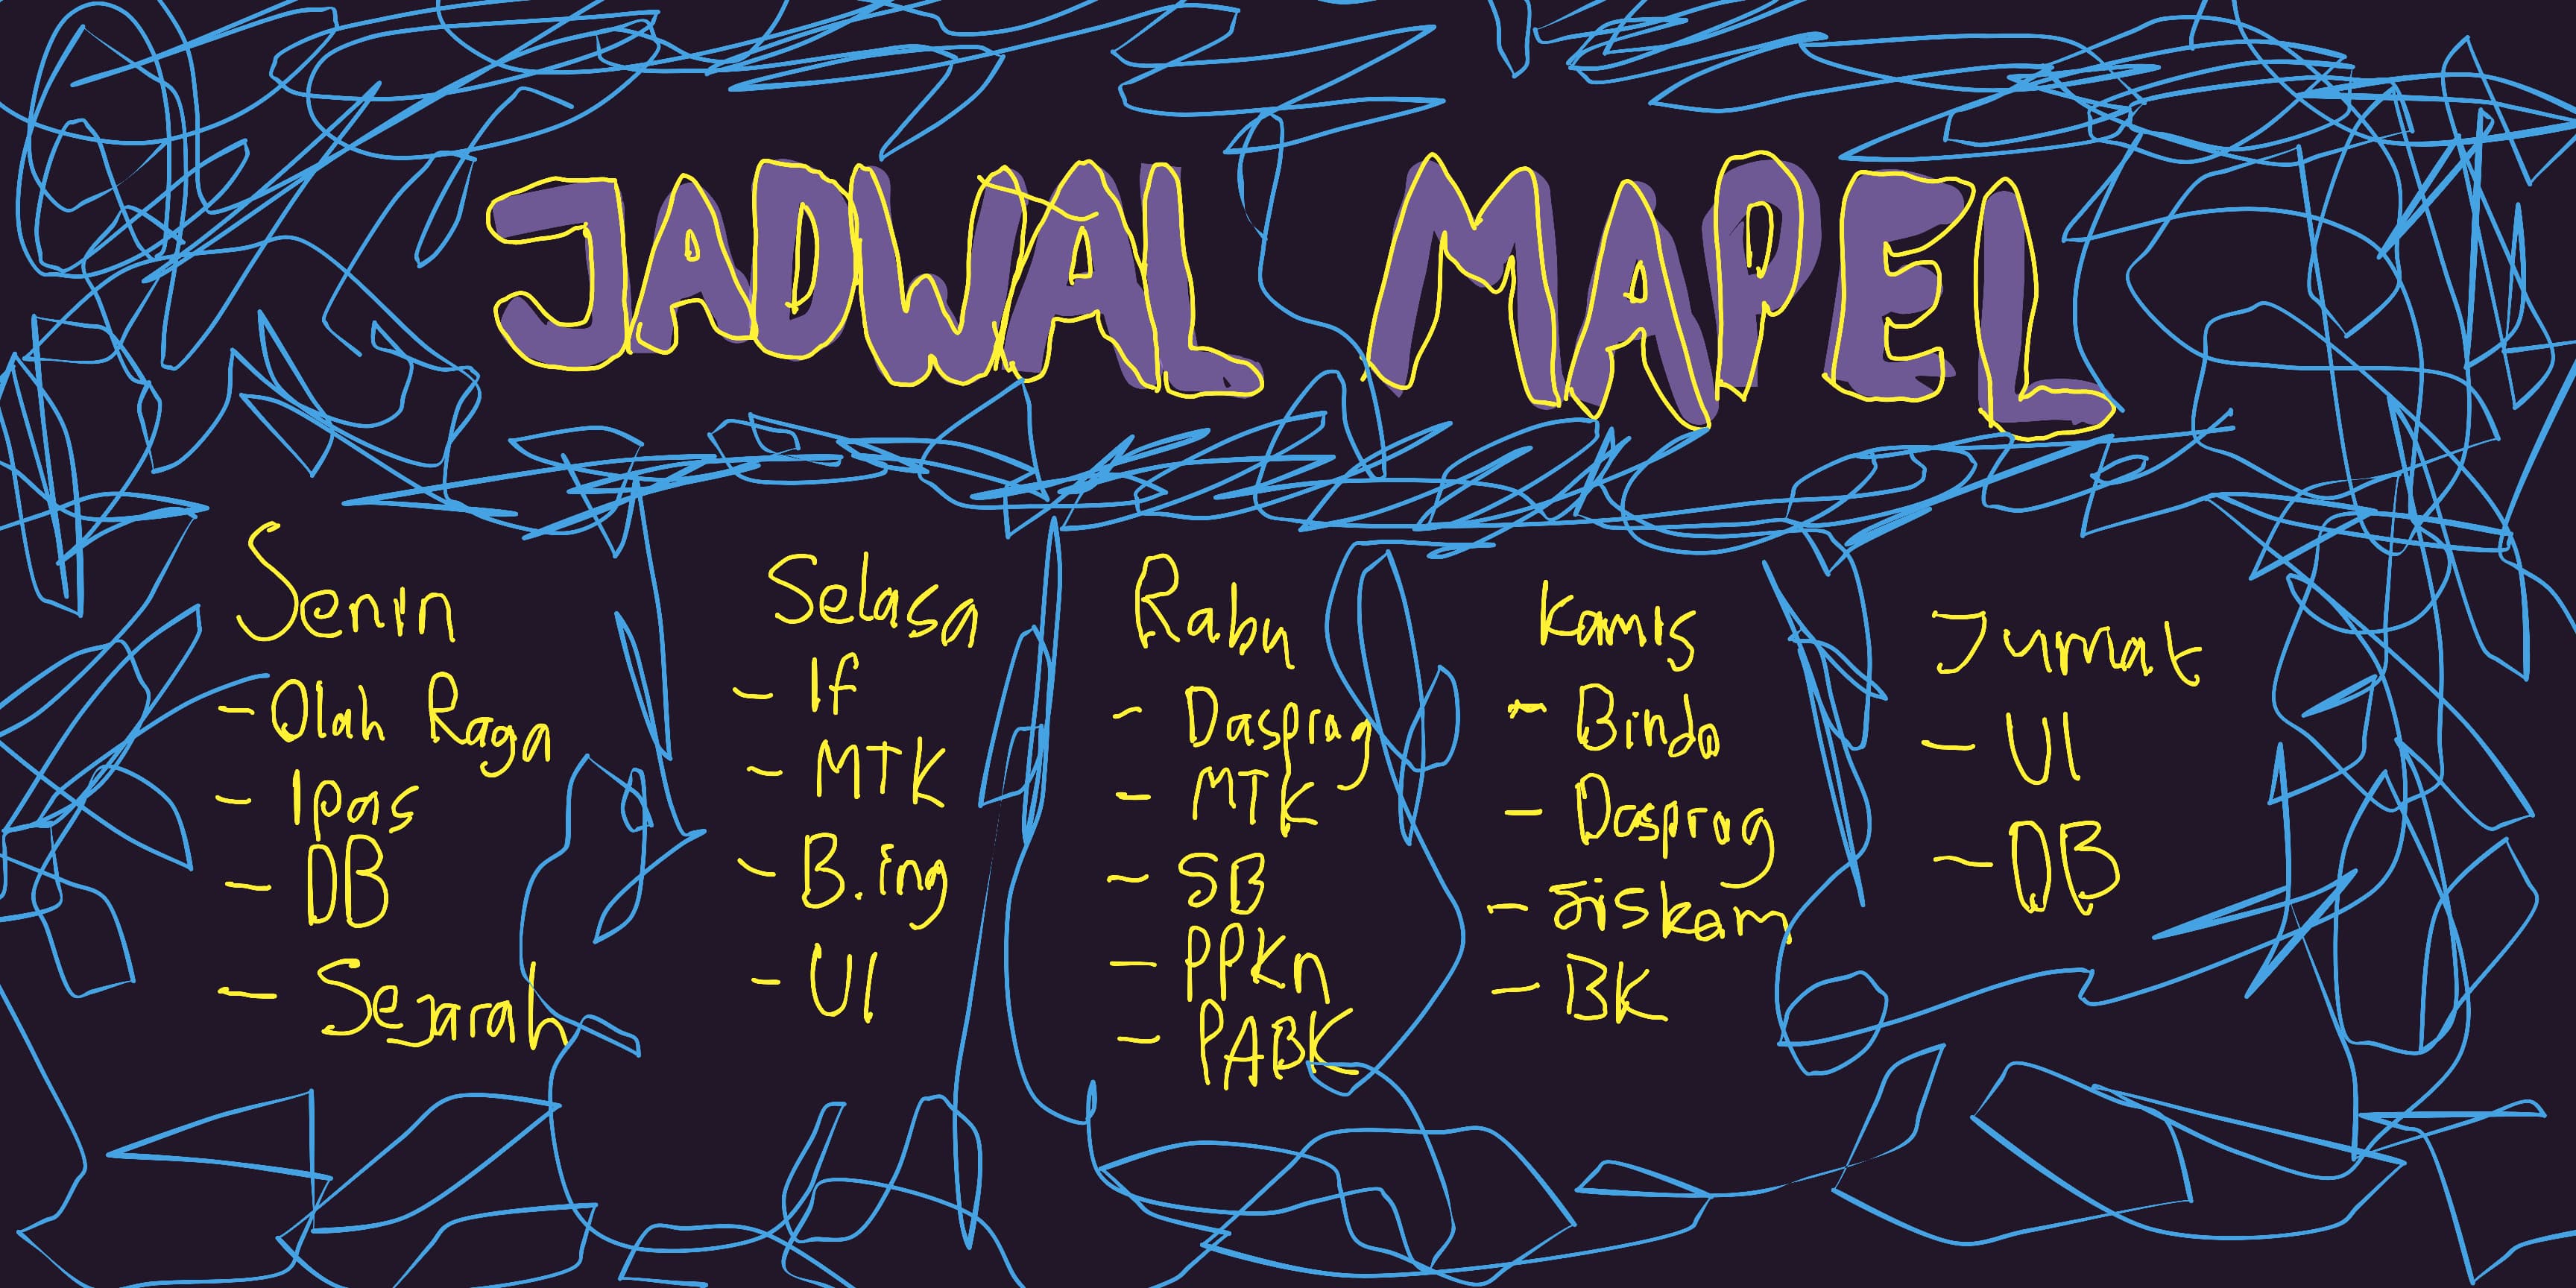 JADWAL MAPEL
Senin
- Olah Raga
- Ipas
- DB
- Sejarah
Selasa
- If
- MTK
- B.ing
- UI
Rabu
- Dasprog
- MTK
- SB
- PPKn
- PABK
Kamis
- Bindo
- Dasprog
- Siskam
- BK
Jumat
- UI
- DB